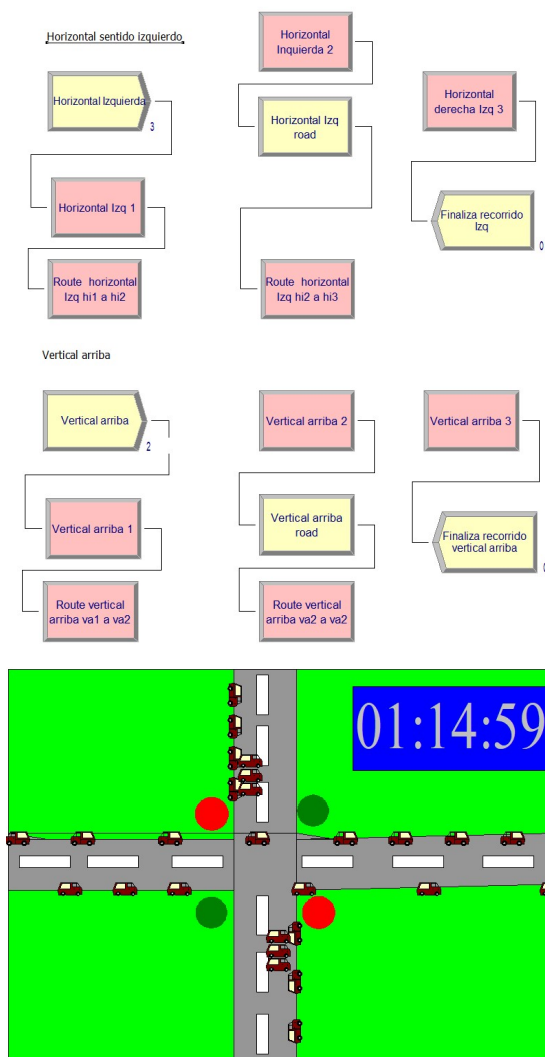 Horizontal sentido izquierdo
Horizontal Izquierda
3
Horizontal Izq 1
Route horizontal
Izq hi1 a hi2
Horizontal
Inquierda 2
Horizontal Izq
road
Route horizontal
Izq hi2 a hi3
Horizontal
derecha Izq 3
Finaliza recorrido
Izq
0
Vertical arriba
Vertical arriba
2
Vertical arriba 1
Route vertical
arriba va1 a va2
Vertical arriba 2
Vertical arriba
road
Route vertical
arriba va2 a va2
Vertical arriba 3
Finaliza recorrido
vertical arriba
01:14:59